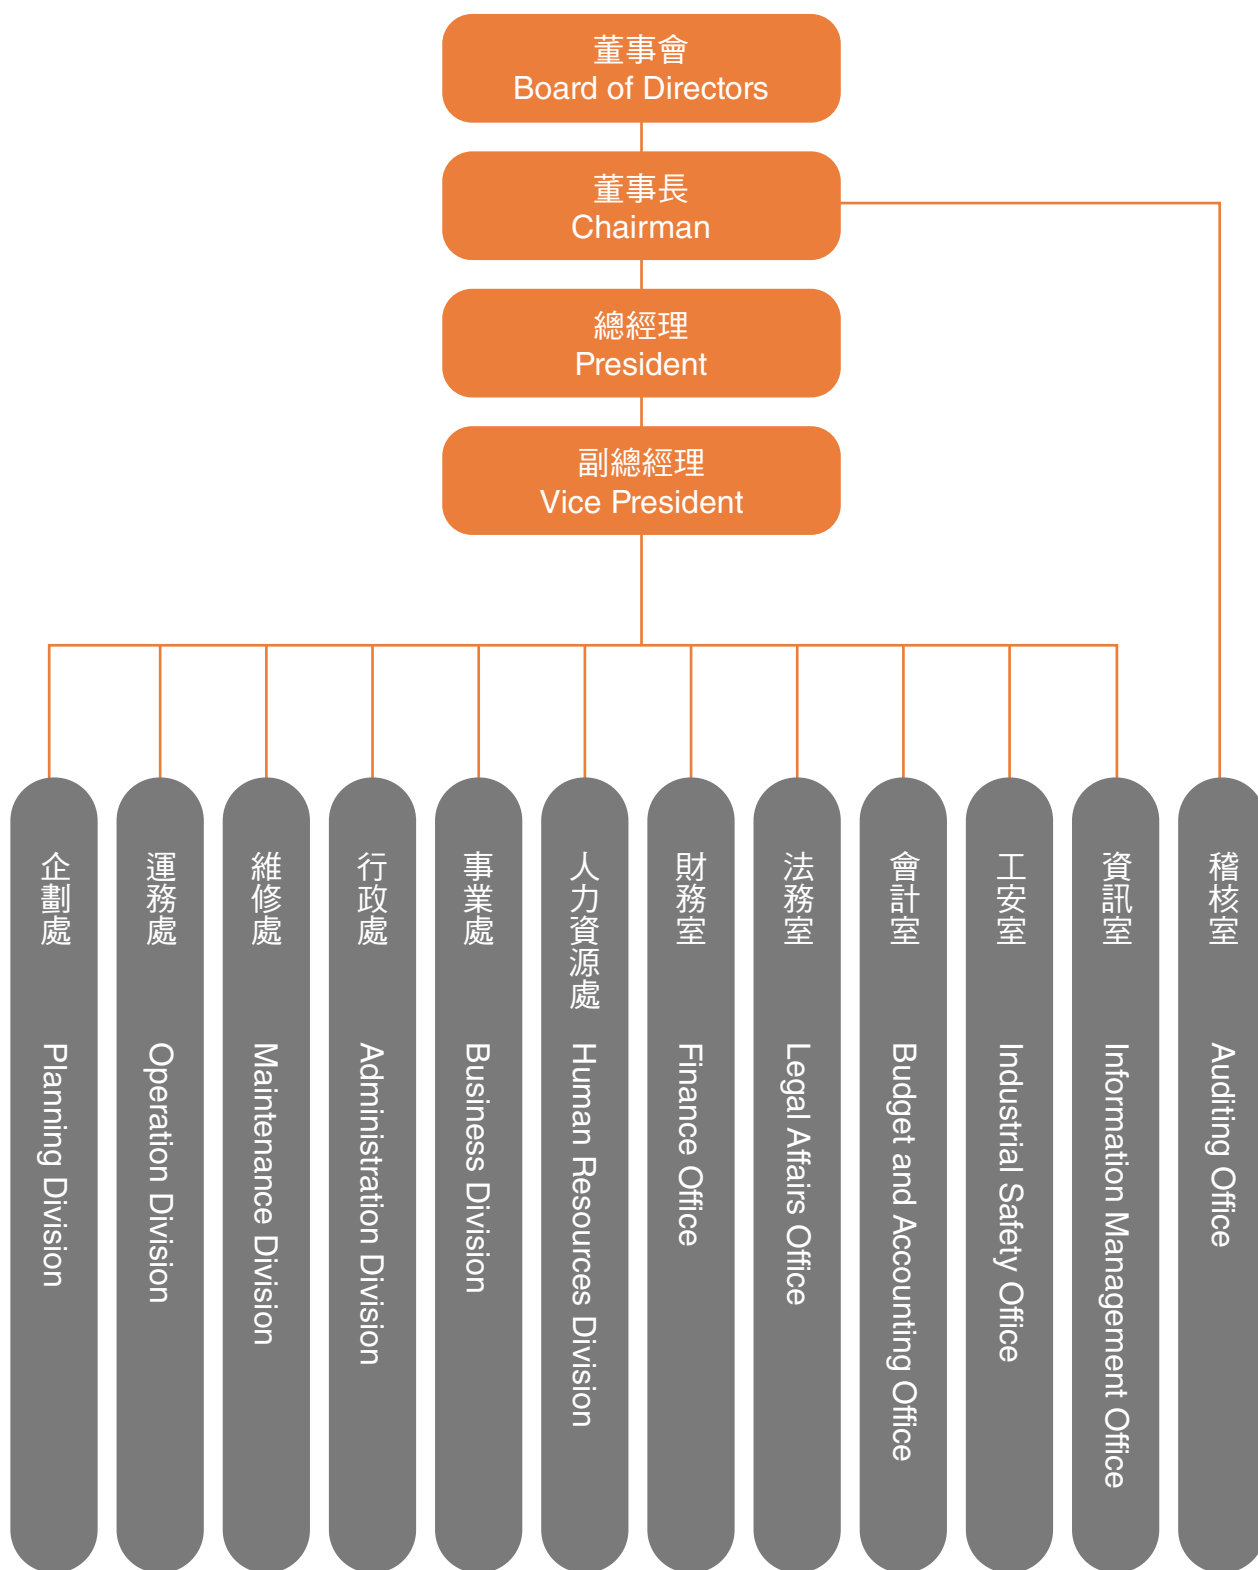 董事會
Board of Directors
董事長
Chairman
總經理
President
副總經理
Vice President
企劃處 Planning Division
運務處 Operation Division
維修處 Maintenance Division
行政處 Administration Division
事業處 Business Division
人力資源處 Human Resources Division
財務室 Finance Office
法務室 Legal Affairs Office
會計室 Budget and Accounting Office
工安室 Industrial Safety Office
資訊室 Information Management Office
稽核室 Auditing Office